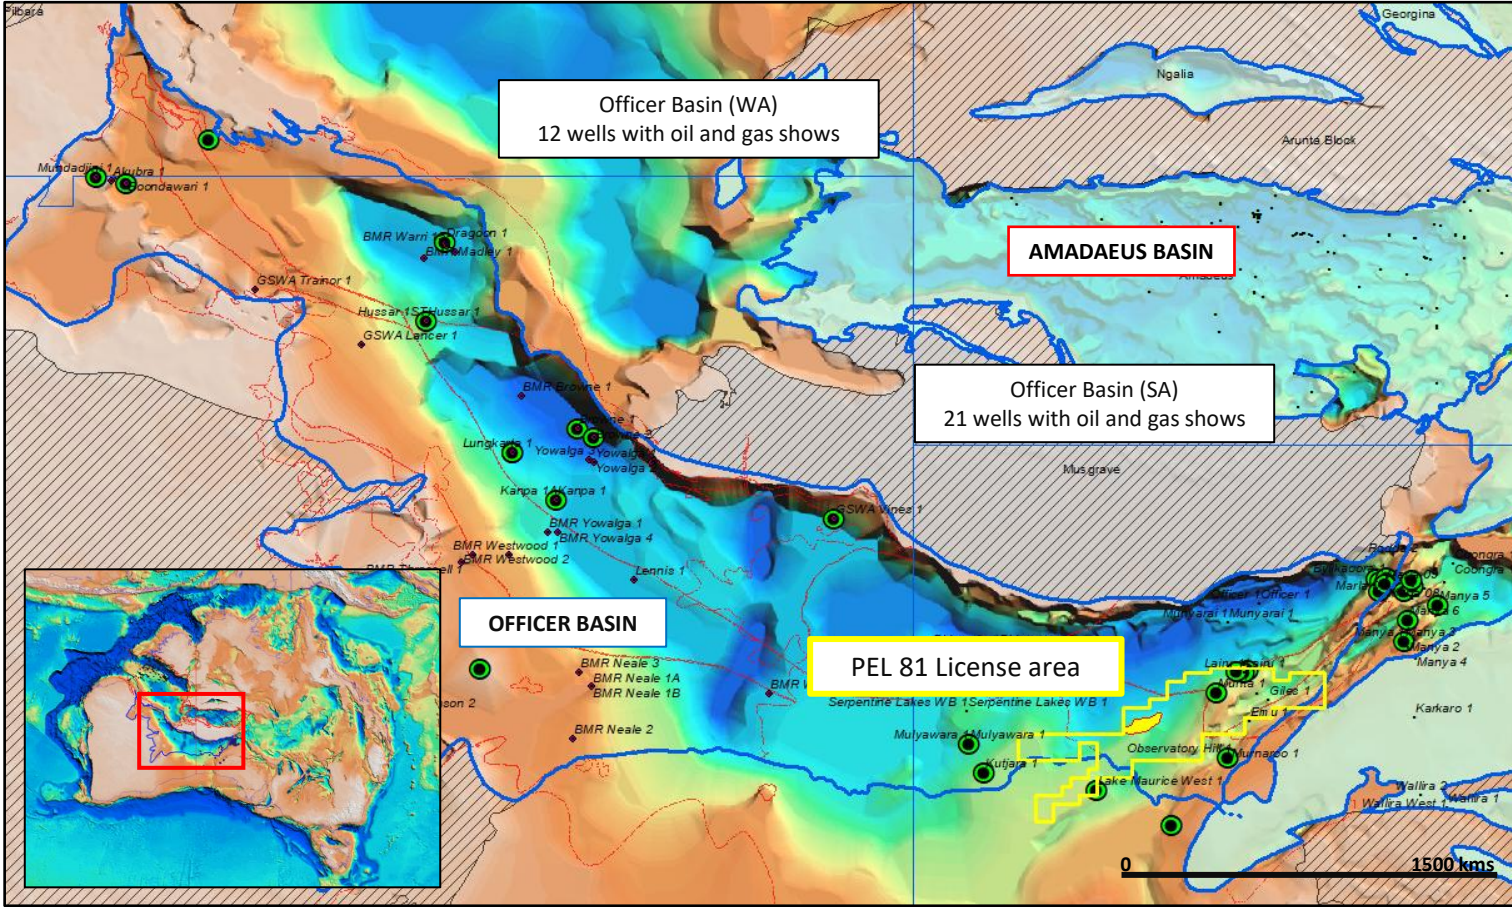 Pilbara
Georgina
Ngalia
Officer Basin (WA)
12 wells with oil and gas shows
Arunta Block
Mundadjini 1
Akubra 1
Boondawari 1
BMR Warri 1
Dragoon 1
BMR Madley 1
AMADAEUS BASIN
Amadeus
GSWA Trainor 1
Hussar 1ST
Hussar 1
GSWA Lancer 1
Officer Basin (SA)
21 wells with oil and gas shows
BMR Browne 1
Browne 1
Browne 2
Lungkarta 1
Yowalga 3
Yowalga 2
Musgrave
Kanpa 1A
Kanpa 1
GSWA Vines 1
BMR Yowalga 1
BMR Yowalga 4
BMR Westwood 1
BMR Westwood 2
Lennis 1
Officer 1
Officer 1
Munyarai 1
Munyarai 1
Manya 5
Manya 3
Manya 2
Manya 4
OFFICER BASIN
PEL 81 License area
BMR Neale 3
BMR Neale 1A
BMR Neale 1B
Munta 1
Giles 1
Serpentine Lakes WB 1
Serpentine Lakes WB 1
Emu 1
Karkaro 1
BMR Neale 2
Mulyawara 1
Mulyawara 1
Observatory Hill 1
Murnaroo 1
Kutjara 1
Lake Maurice West 1
Wallira 2
Wallira West 1
Wallira 1
0
1500 kms